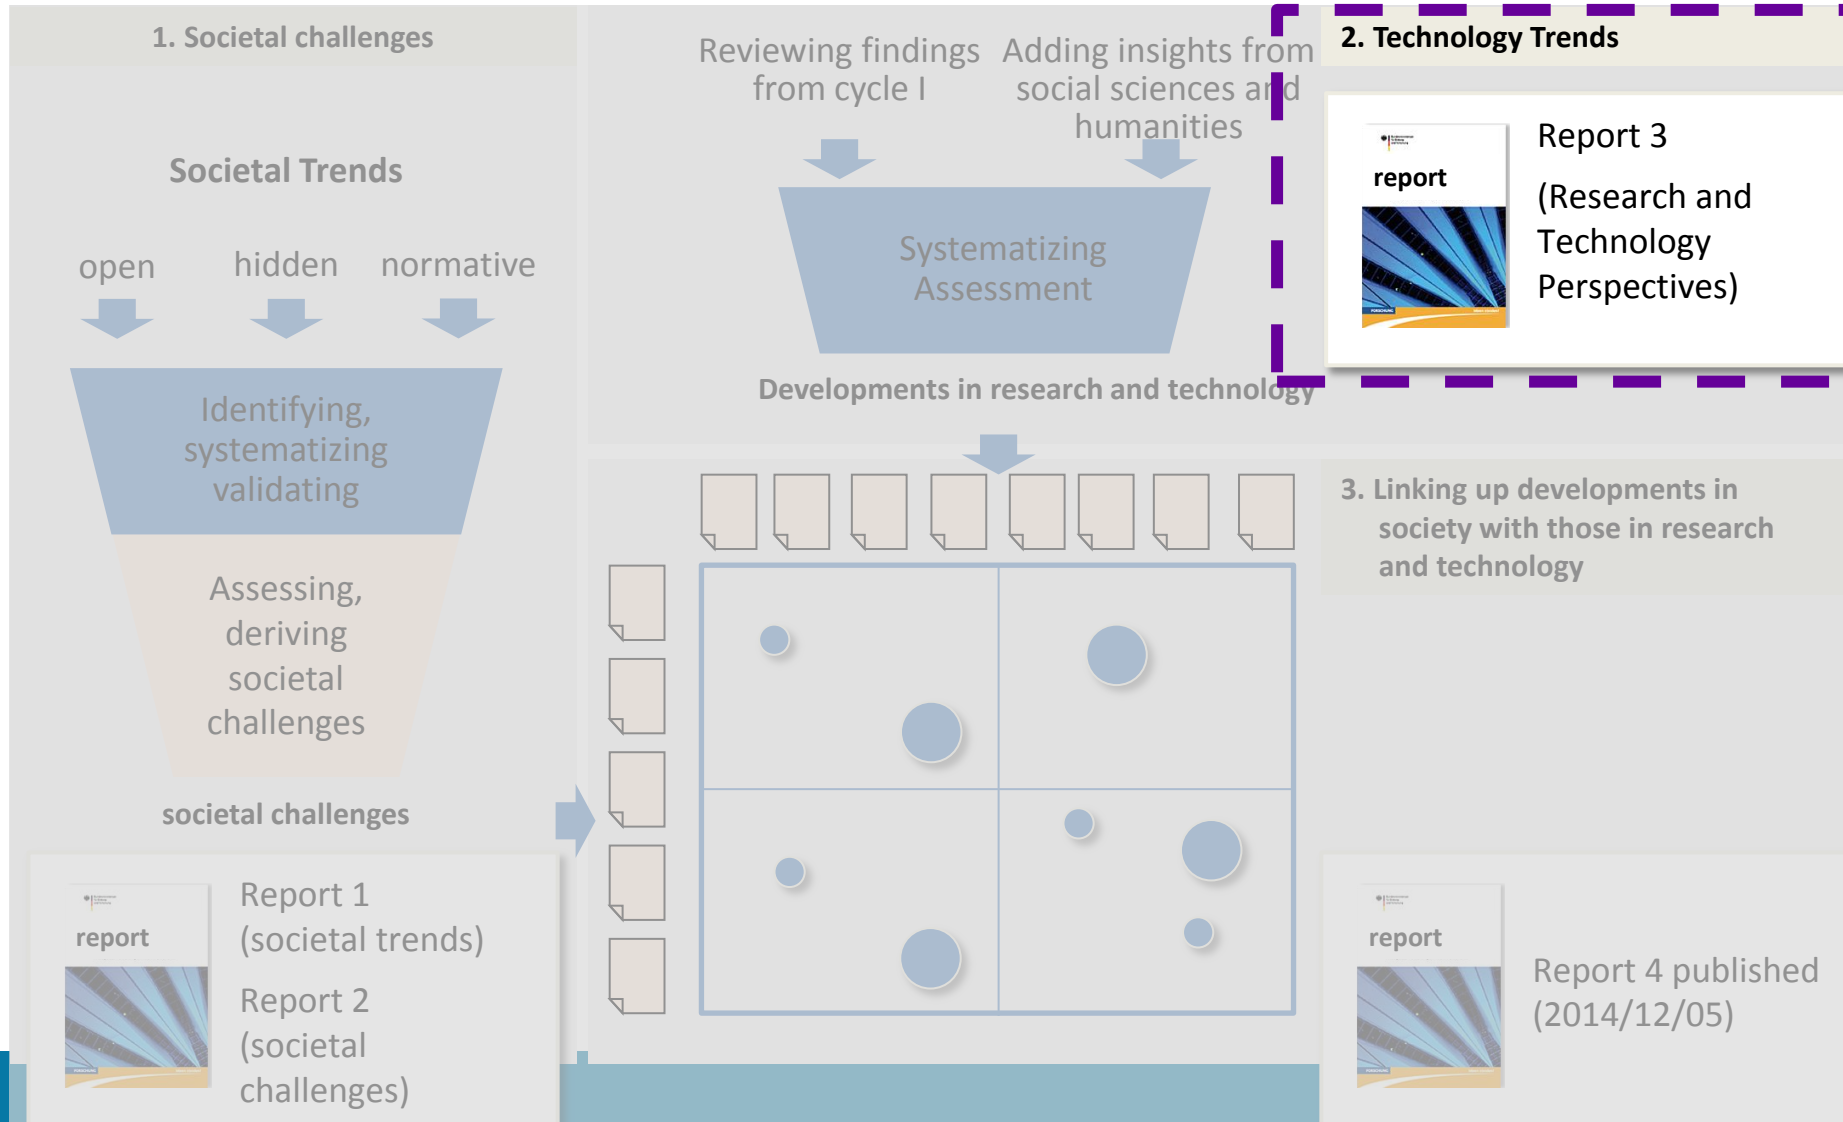 1. Societal challenges
Societal Trends
open
hidden
normative
Identifying,
systematizing
validating
Assessing,
deriving
societal
challenges
societal challenges
report
Report 1
(societal trends)
Report 2
(societal
challenges)
Reviewing findings
from cycle I
Adding insights from
social sciences and
humanities
Systematizing
Assessment
Developments in research and technology
2. Technology Trends
report
FORSCHUNG
Report 3
(Research and
Technology
Perspectives)
3. Linking up developments in
society with those in research
and technology
report
Report 4 published
(2014/12/05)